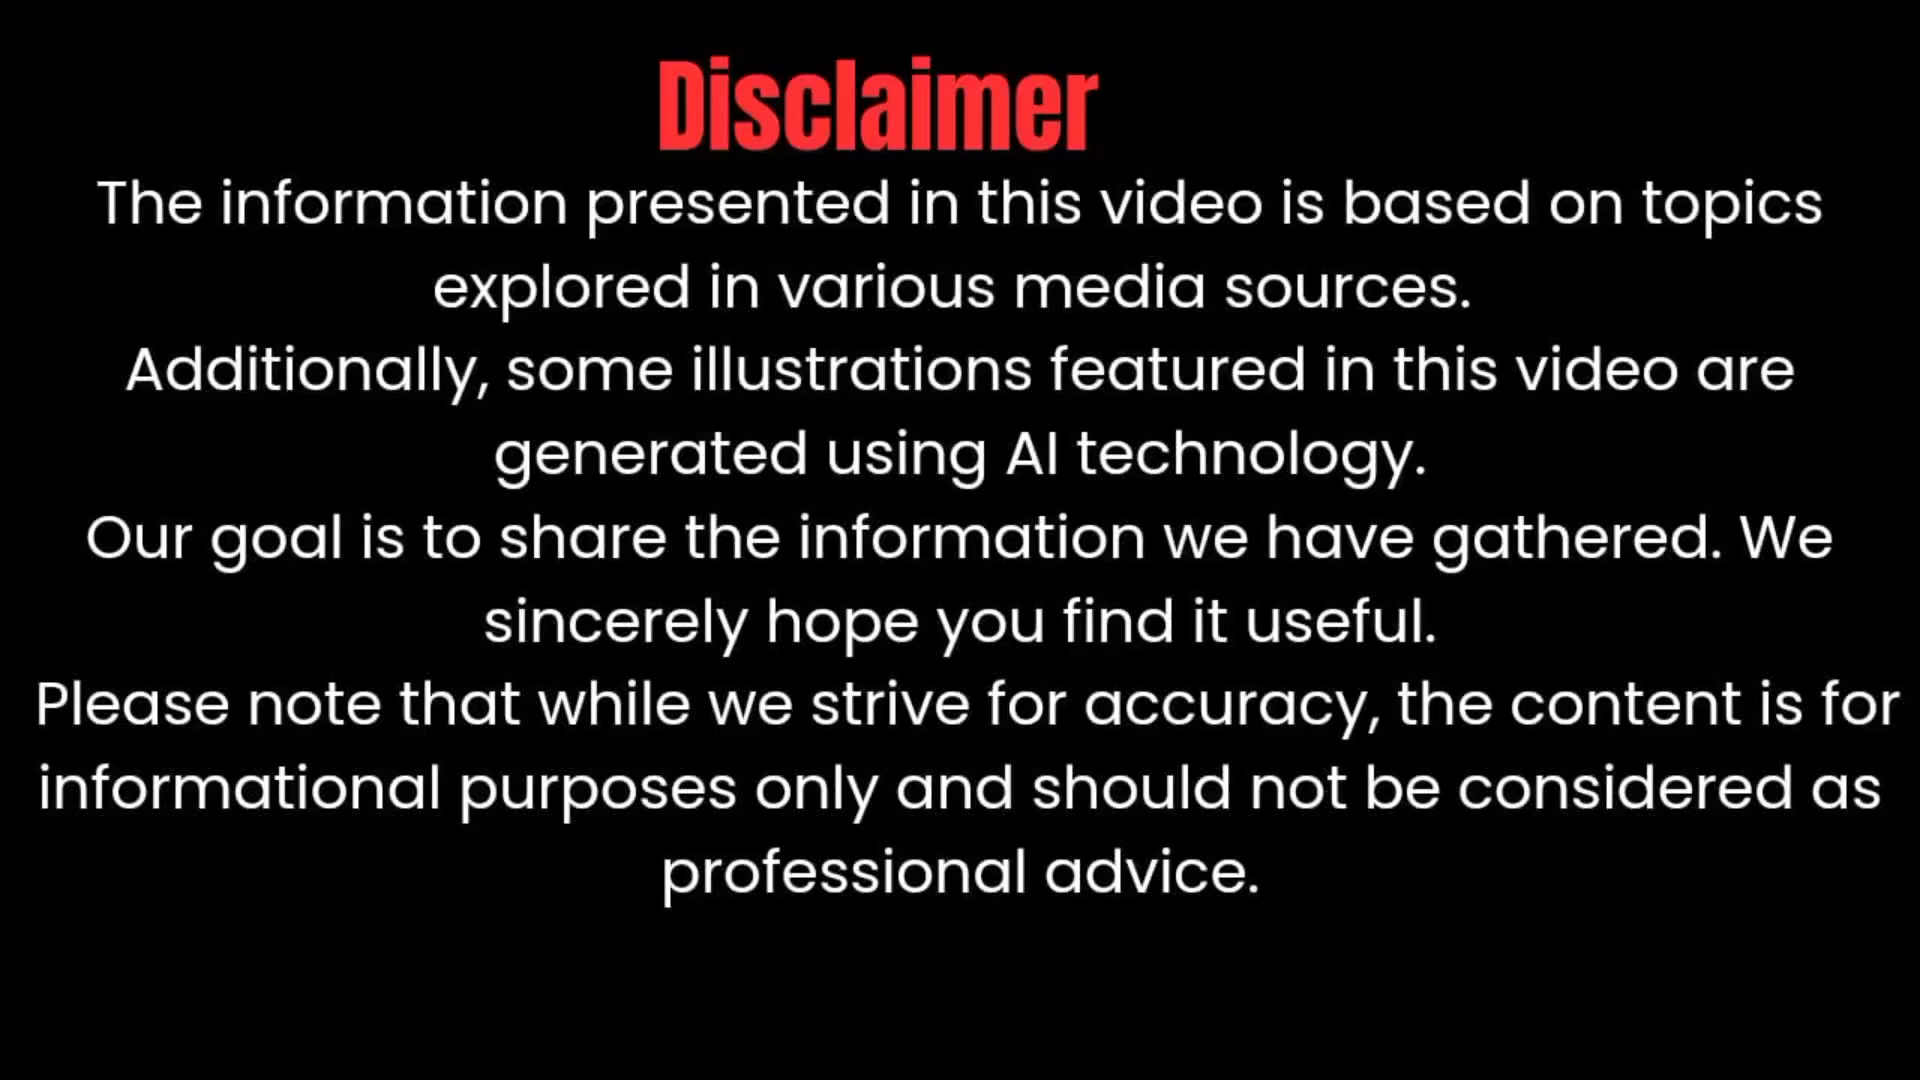 Disclaimer
The information presented in this video is based on topics
explored in various media sources.
Additionally, some illustrations featured in this video are
generated using AI technology.
Our goal is to share the information we have gathered. We
sincerely hope you find it useful.
Please note that while we strive for accuracy, the content is for
informational purposes only and should not be considered as
professional advice.